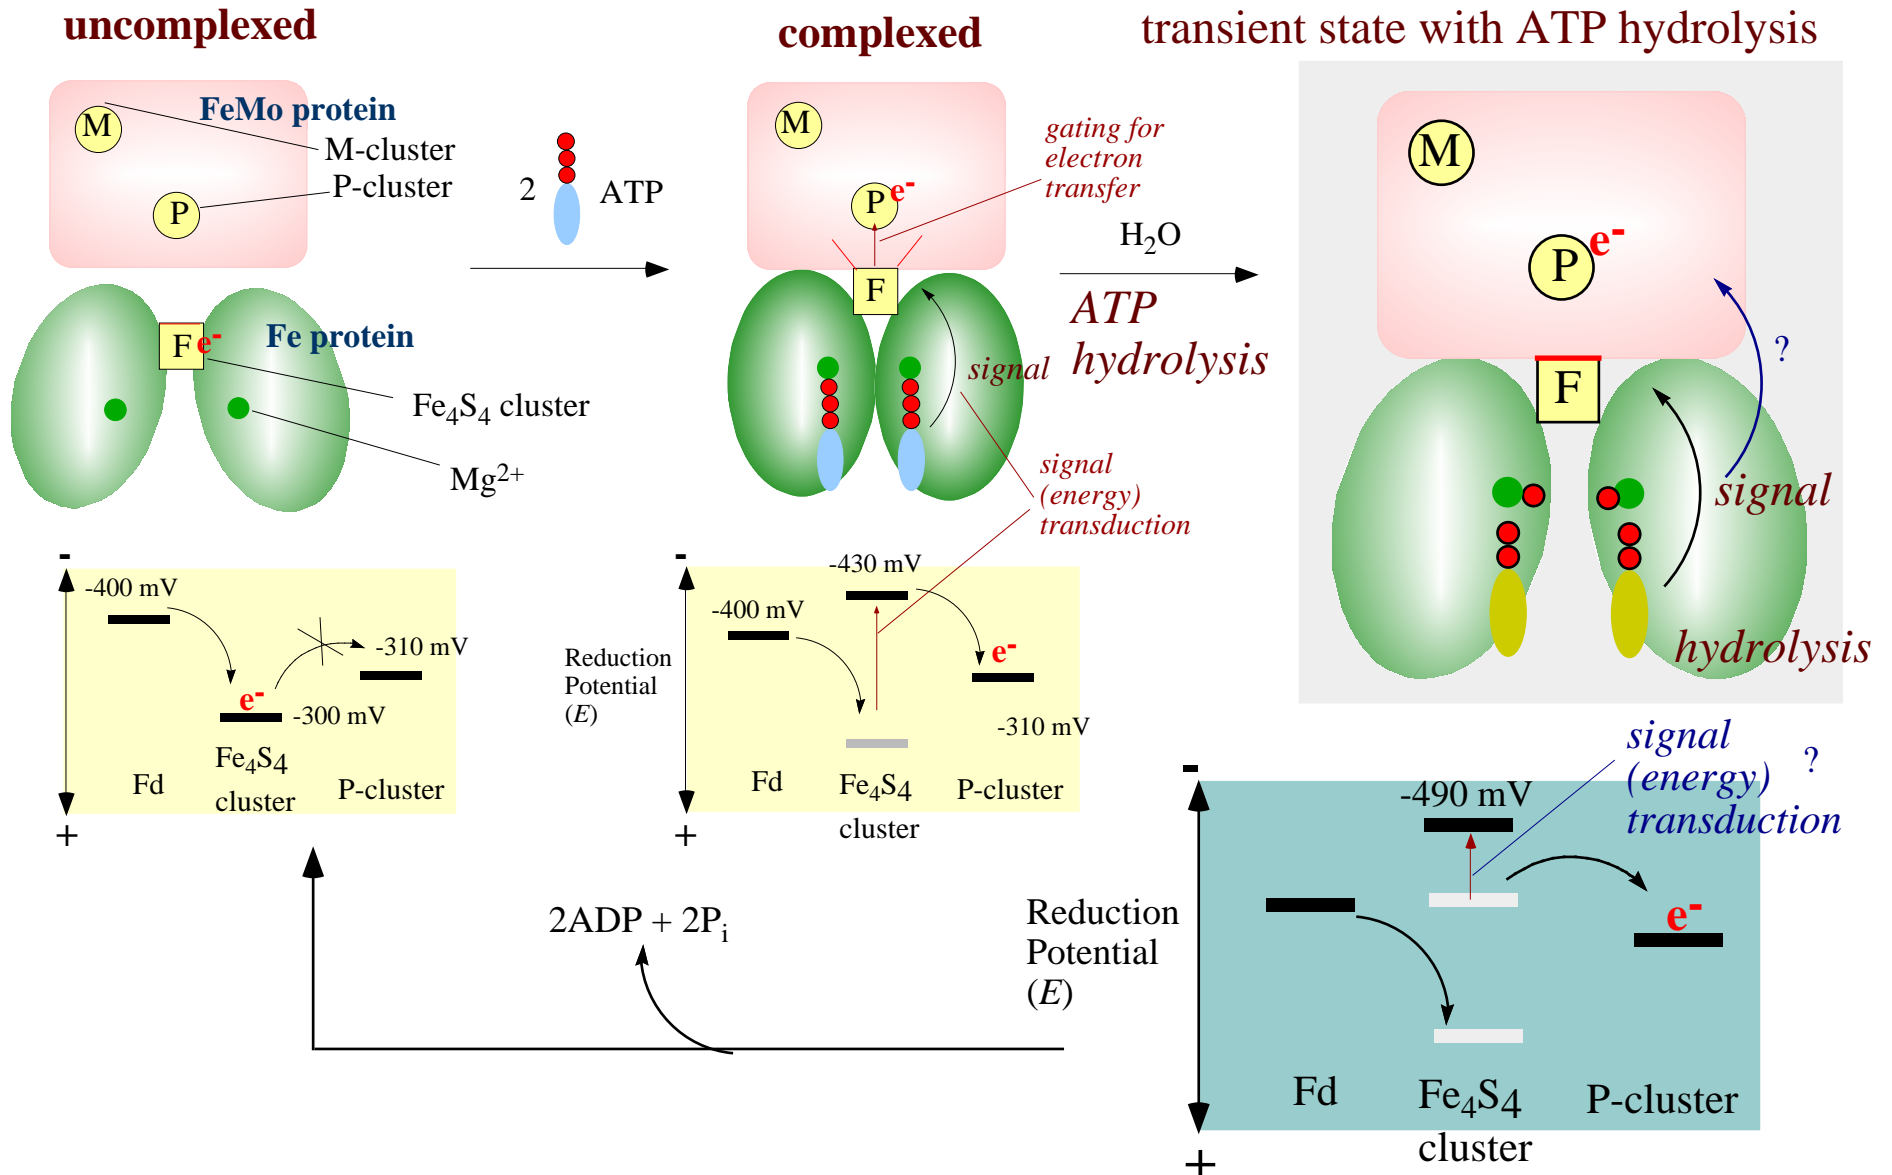 uncomplexed
FeMo protein
M
M-cluster
P-cluster
P
F
e-
Fe protein
Fe4S4 cluster
Mg2+
2
ATP
complexed
M
P
e-
F
gating for
electron
transfer
signal
signal
(energy)
transduction
H2O
ATP
hydrolysis
transient state with ATP hydrolysis
M
P
e-
F
?
signal
hydrolysis
-
-400 mV
-310 mV
e-
-300 mV
Fd
Fe4S4
cluster
P-cluster
+
-
-430 mV
-400 mV
Reduction
Potential
(E)
e-
-310 mV
Fd
Fe4S4
cluster
P-cluster
+
signal
(energy)
transduction
?
-
-490 mV
Reduction
Potential
(E)
e-
Fd
Fe4S4
cluster
P-cluster
+
2ADP + 2Pi